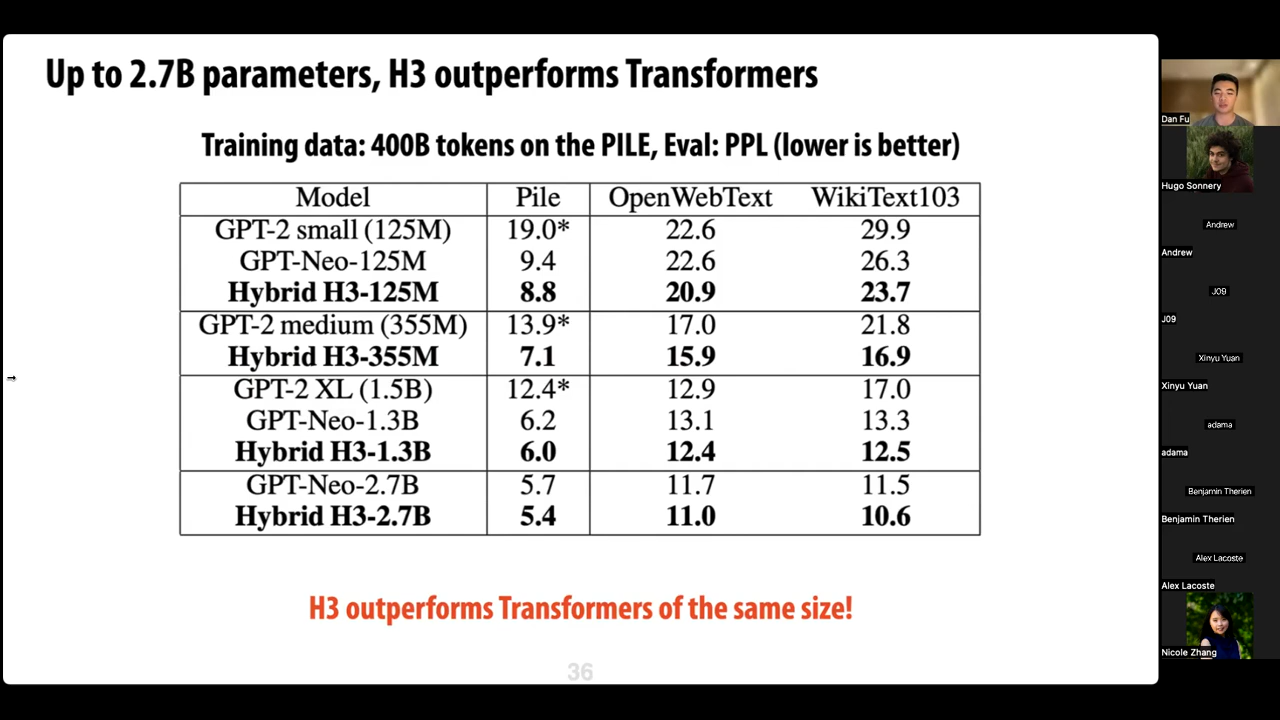 Up to 2.7B parameters, H3 outperforms Transformers
Training data: 400B tokens on the PILE, Eval: PPL (lower is better)
Model Pile OpenWebText WikiText103
GPT-2 small (125M) 19.0* 22.6 29.9
GPT-Neo-125M 9.4 22.6 26.3
Hybrid H3-125M 8.8 20.9 23.7
GPT-2 medium (355M) 13.9* 17.0 21.8
Hybrid H3-355M 7.1 15.9 16.9
GPT-2 XL (1.5B) 12.4* 12.9 17.0
GPT-Neo-1.3B 6.2 13.1 13.3
Hybrid H3-1.3B 6.0 12.4 12.5
GPT-Neo-2.7B 5.7 11.7 11.5
Hybrid H3-2.7B 5.4 11.0 10.6
H3 outperforms Transformers of the same size!
36
Dan Fu
Hugo Sonnery
Andrew
Andrew
J09
J09
Xinyu Yuan
Xinyu Yuan
adama
adama
Benjamin Therien
Benjamin Therien
Alex Lacoste
Alex Lacoste
Nicole Zhang